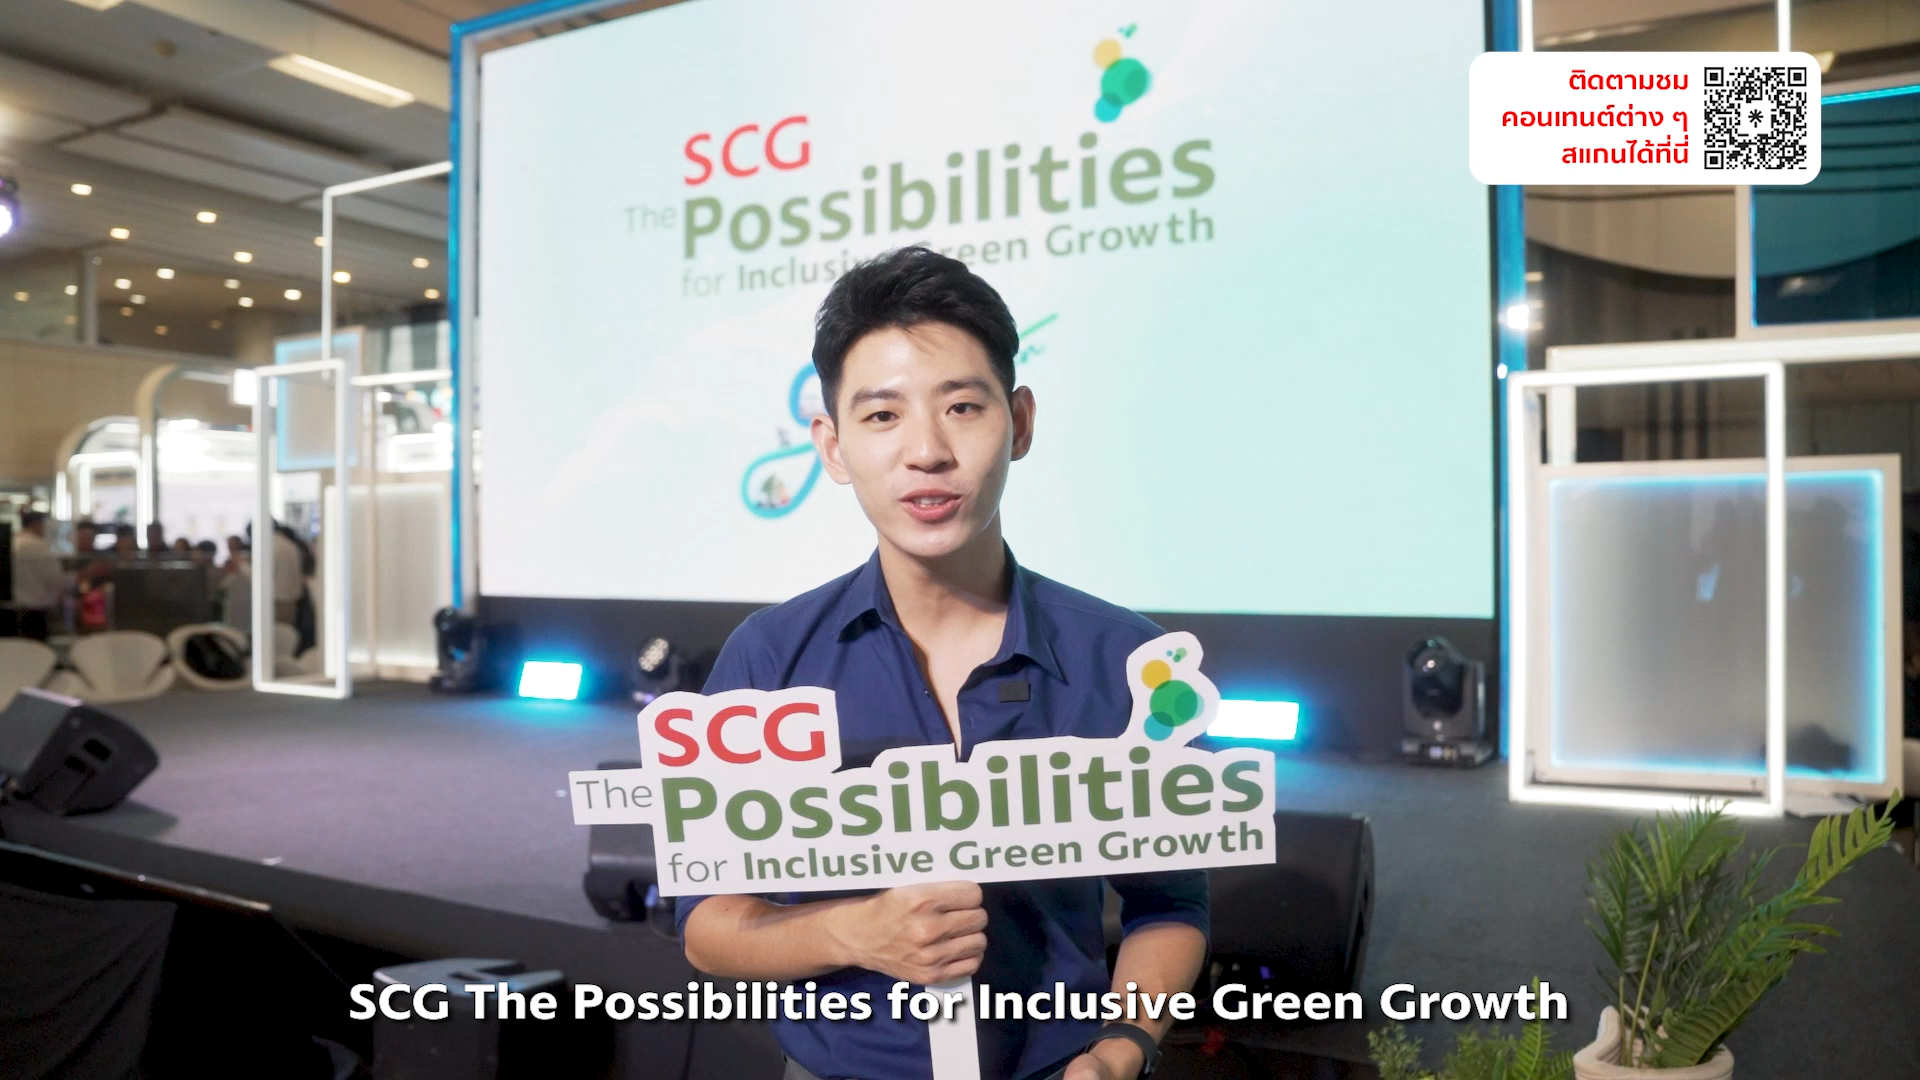 SCG
The Possibilities
for Inclusive Green Growth
ติดตามชม
คอนเทนต์ต่าง ๆ
สแกนได้ที่นี่
SCG
The Possibilities
for Inclusive Green Growth
SCG The Possibilities for Inclusive Green Growth